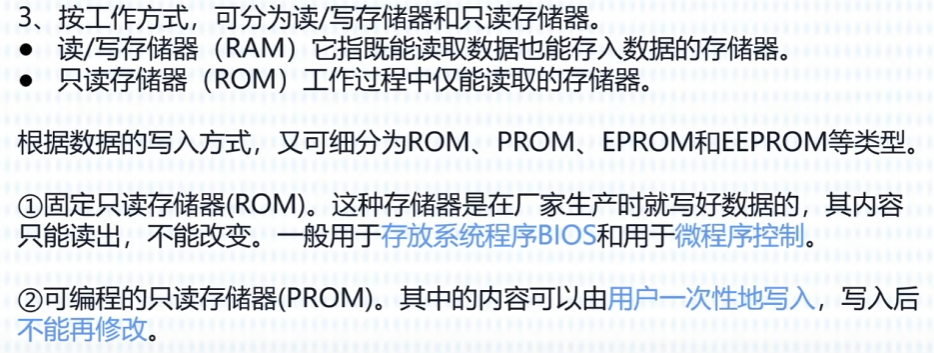 3、按工作方式，可分为读/写存储器和只读存储器。
● 读/写存储器（RAM）它指既能读取数据也能存入数据的存储器。
● 只读存储器（ROM）工作过程中仅能读取的存储器。
根据数据的写入方式，又可细分为ROM、PROM、EPROM和EEPROM等类型。
①固定只读存储器(ROM)。这种存储器是在厂家生产时就写好数据的，其内容
只能读出，不能改变。一般用于存放系统程序BIOS和用于微程序控制。
②可编程的只读存储器(PROM)。其中的内容可以由用户一次性地写入，写入后
不能再修改。